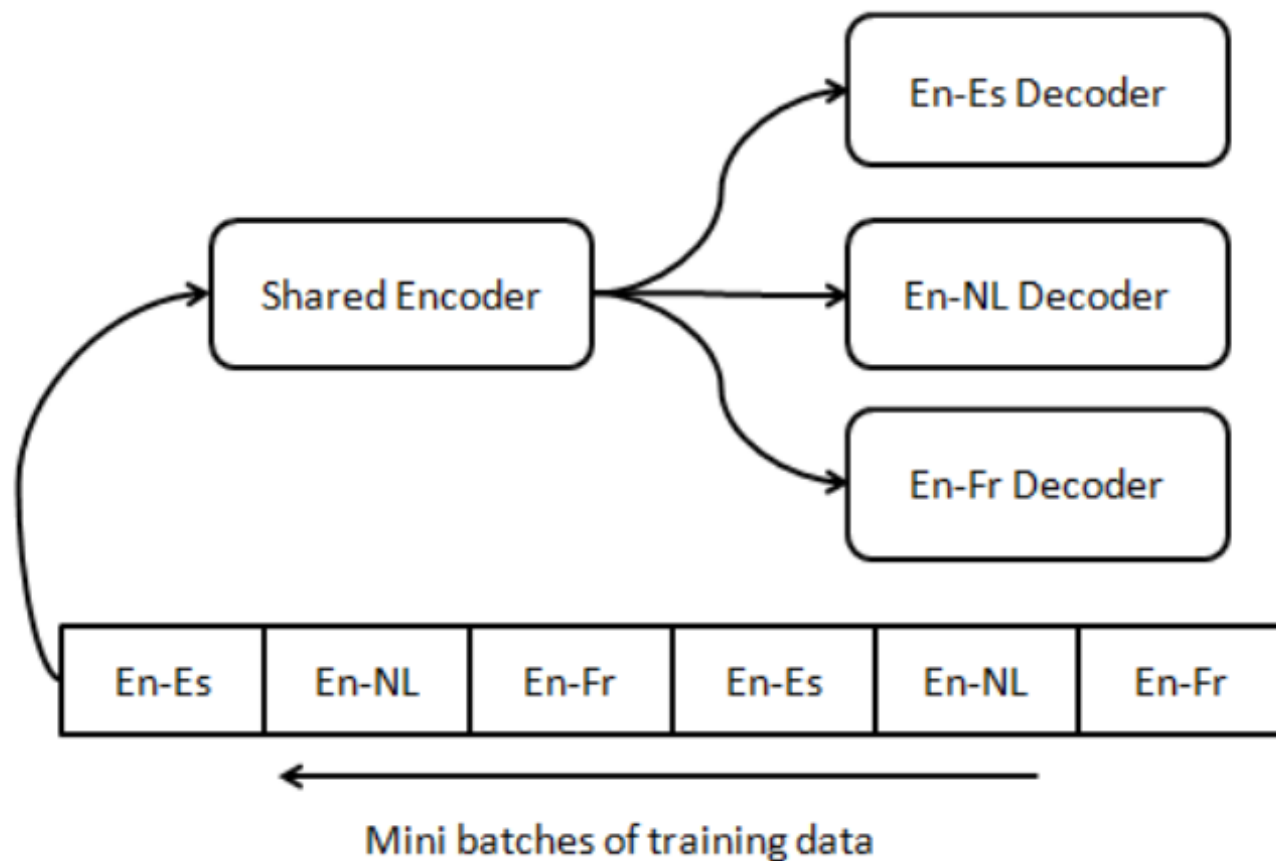 En-Es Decoder
Shared Encoder
En-NL Decoder
En-Fr Decoder
En-Es En-NL En-Fr En-Es En-NL En-Fr
Mini batches of training data